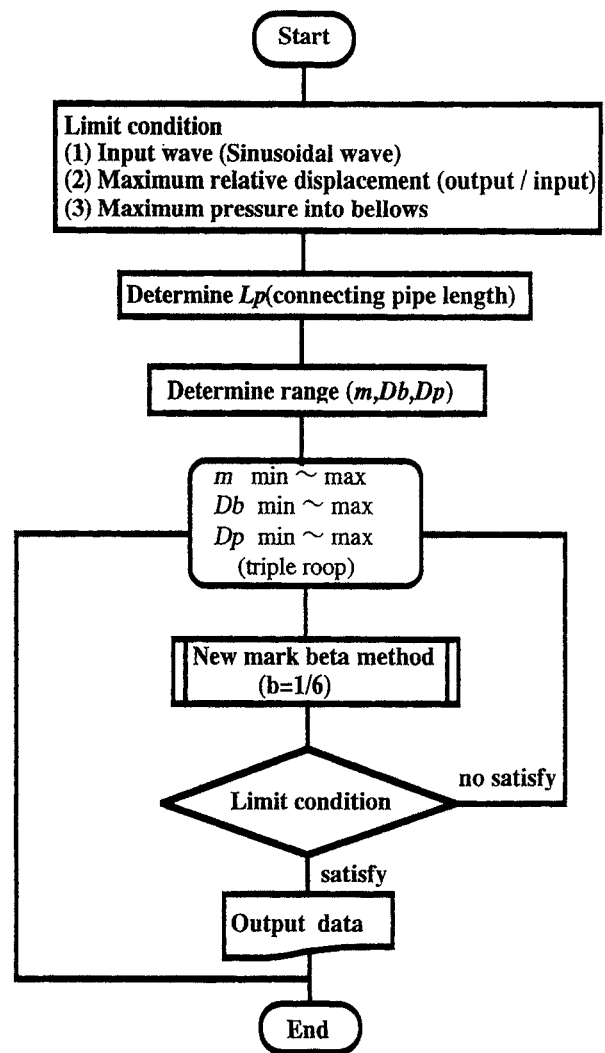 Start
Limit condition
(1) Input wave (Sinusoidal wave)
(2) Maximum relative displacement (output / input)
(3) Maximum pressure into bellows
Determine Lp(connecting pipe length)
Determine range (m,Db,Dp)
m min ~ max
Db min ~ max
Dp min ~ max
(triple roop)
New mark beta method
(b=1/6)
Limit condition
no satisfy
satisfy
Output data
End